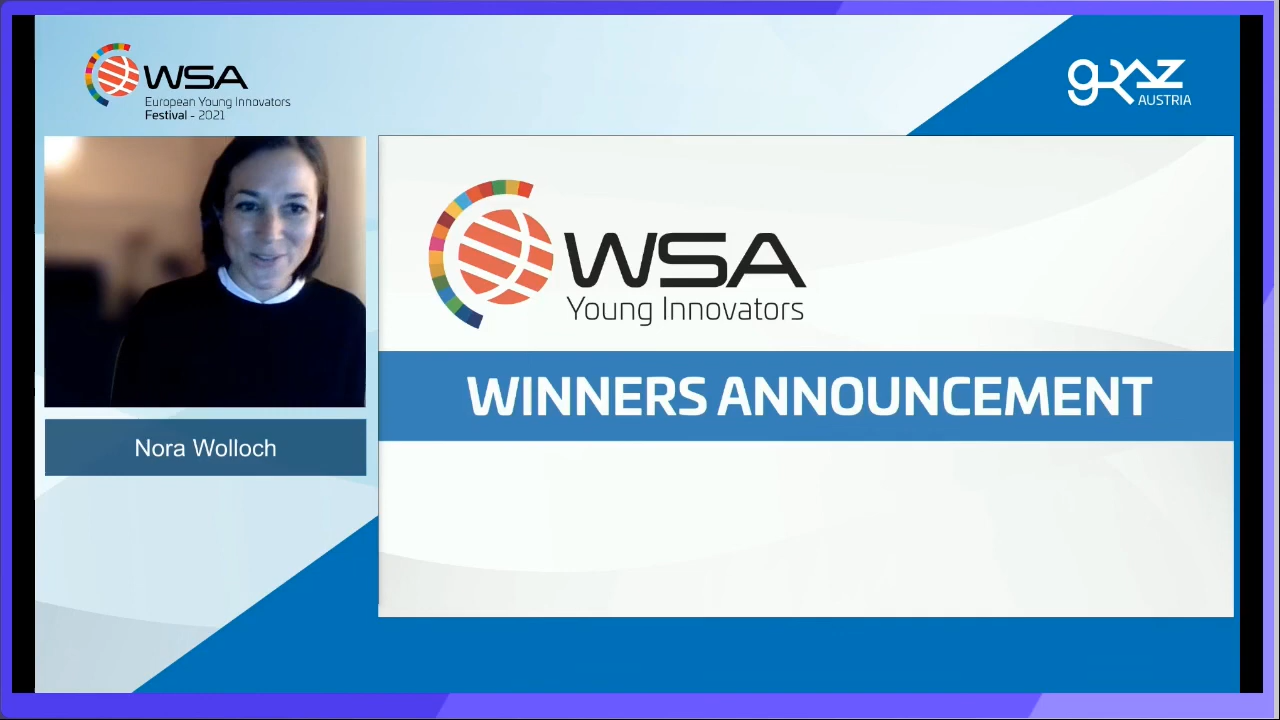 WSA
European Young Innovators
Festival - 2021
GRAZ
AUSTRIA
WSA
Young Innovators
WINNERS ANNOUNCEMENT
Nora Wolloch